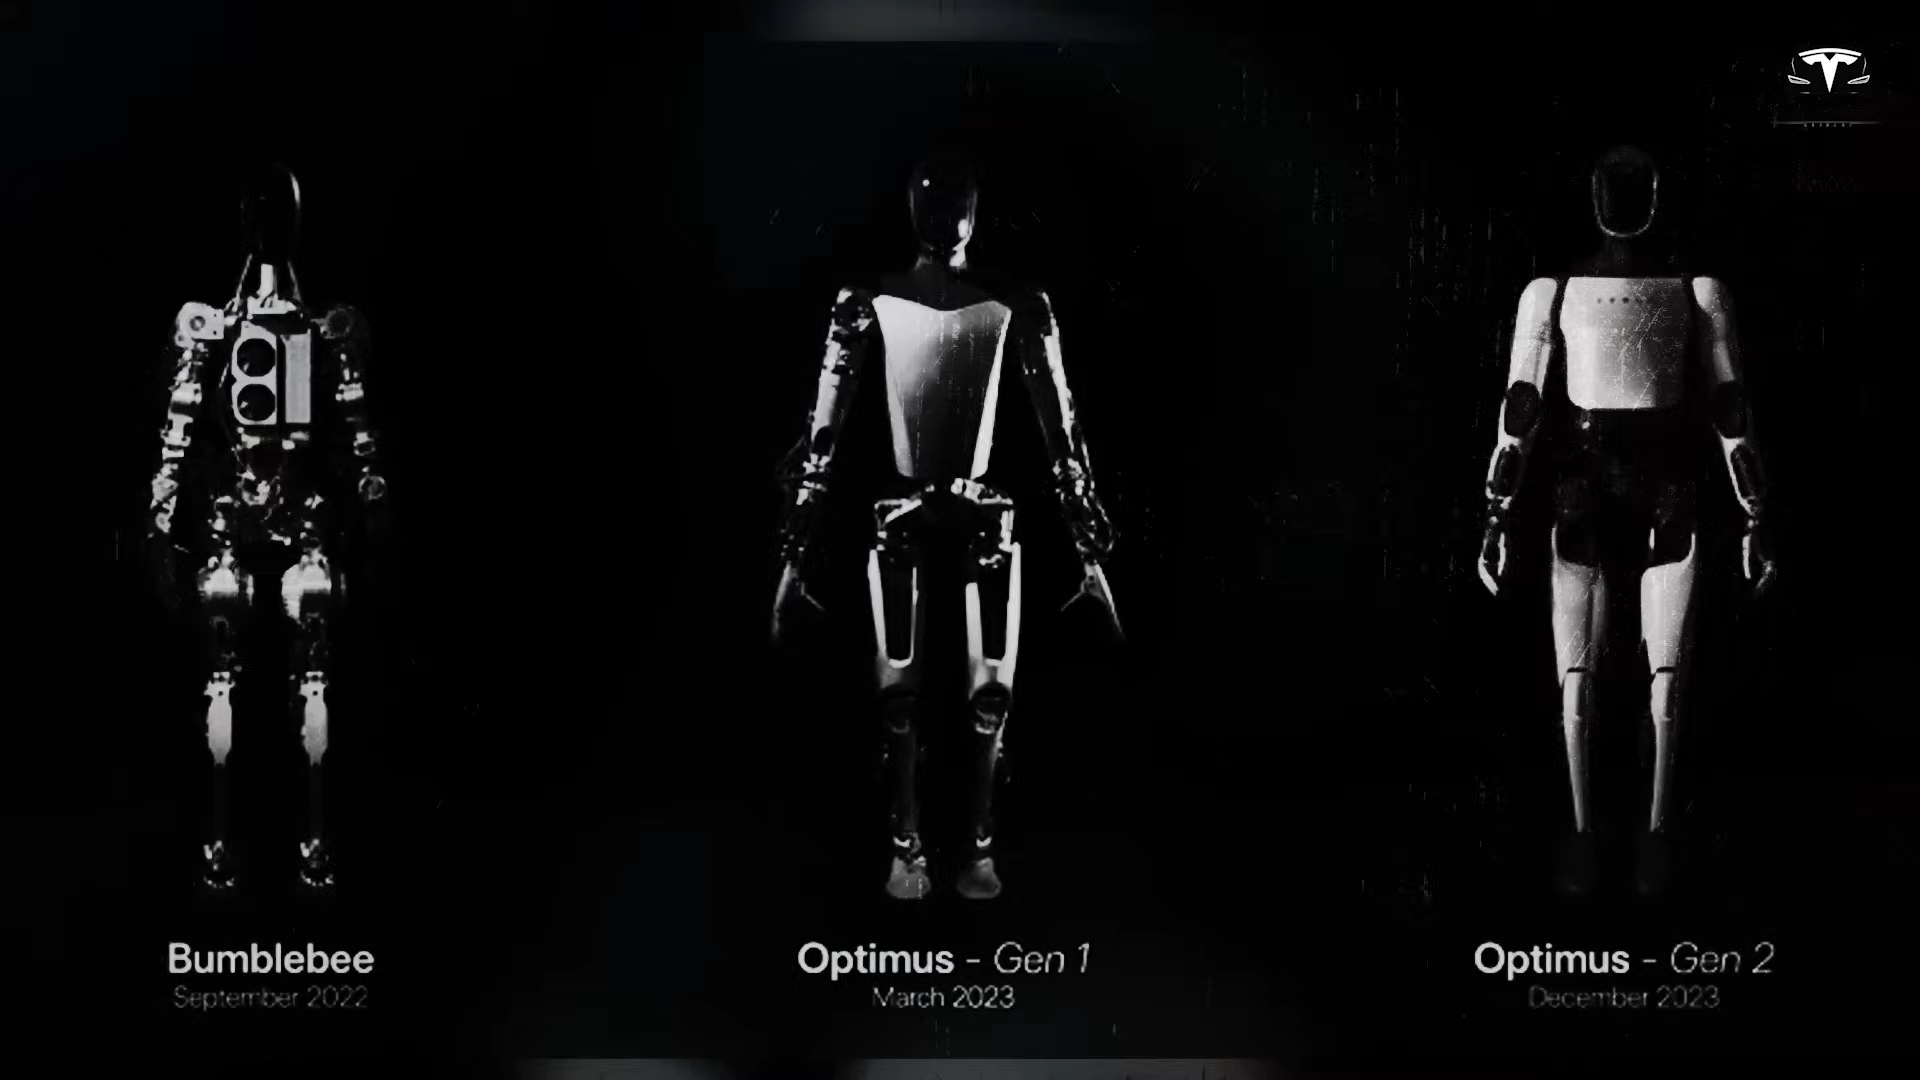 Bumblebee
September 2022
Optimus - Gen 1
March 2023
Optimus - Gen 2
December 2023